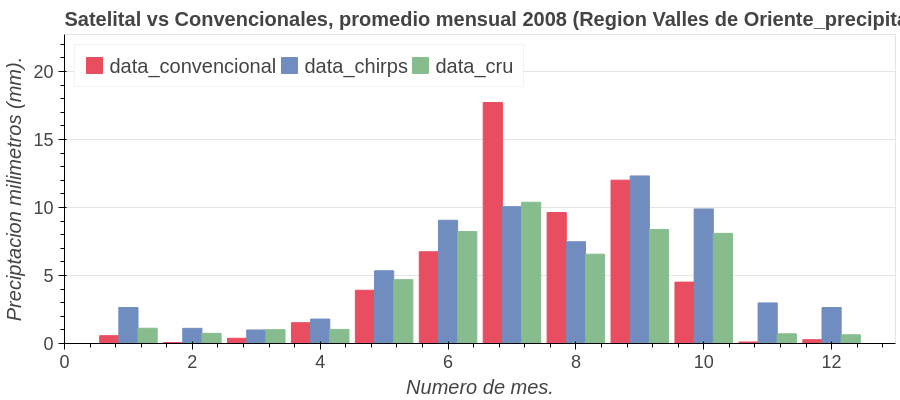 Satelital vs Convencionales, promedio mensual 2008 (Region Valles de Oriente_precipita
data_convencional data_chirps data_cru
Preciptacion milimetros (mm).
20
15
10
5
0
0 2 4 6 8 10 12
Numero de mes.